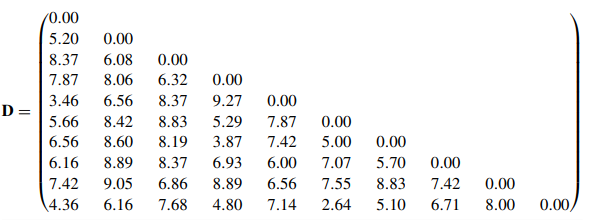 0.00
5.20 0.00
8.37 6.08 0.00
7.87 8.06 6.32 0.00
3.46 6.56 8.37 9.27 0.00
D = 5.66 8.42 8.83 5.29 7.87 0.00
6.56 8.60 8.19 3.87 7.42 5.00 0.00
6.16 8.89 8.37 6.93 6.00 7.07 5.70 0.00
7.42 9.05 6.86 8.89 6.56 7.55 8.83 7.42 0.00
4.36 6.16 7.68 4.80 7.14 2.64 5.10 6.71 8.00 0.00